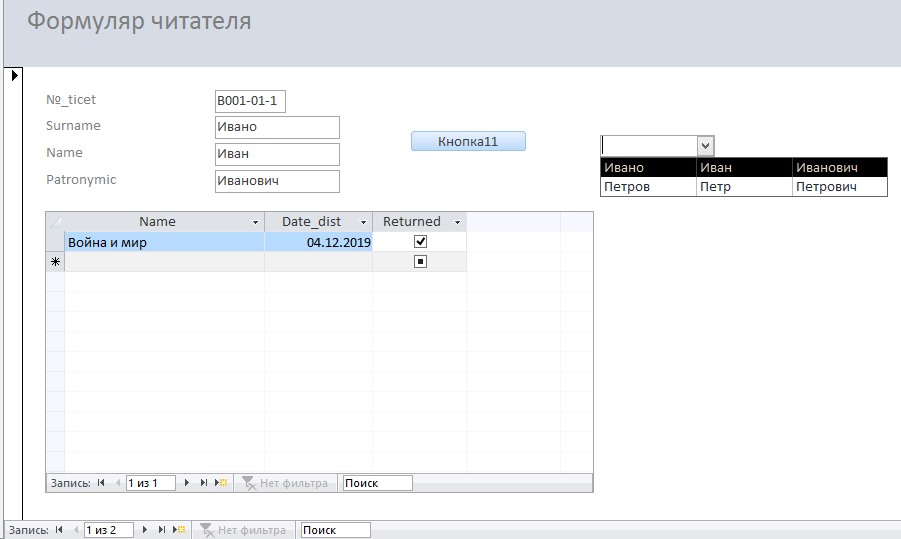 Формуляр читателя
№_ticet B001-01-1
Surname Ивано
Name Иван
Patronymic Иванович
Кнопка11
Ивано Иван Иванович
Петров Петр Петрович
Name Date_dist Returned
Война и мир 04.12.2019
Запись: 1 из 1 Нет фильтра Поиск
Запись: 1 из 2 Нет фильтра Поиск